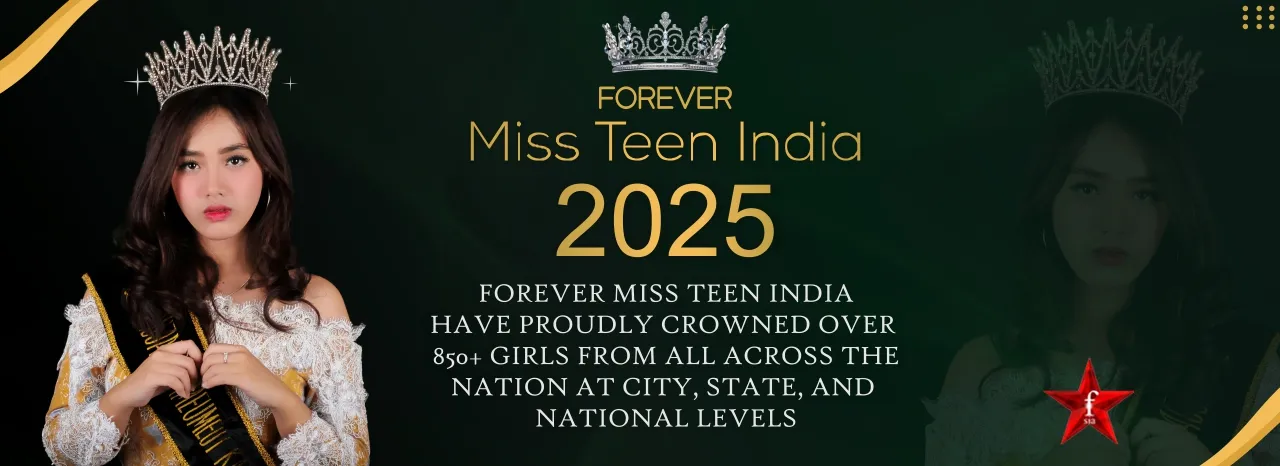 FOREVER
Miss Teen India
2025
FOREVER MISS TEEN INDIA
HAVE PROUDLY CROWNED OVER
850+ GIRLS FROM ALL ACROSS THE
NATION AT CITY, STATE, AND
NATIONAL LEVELS
f
sia